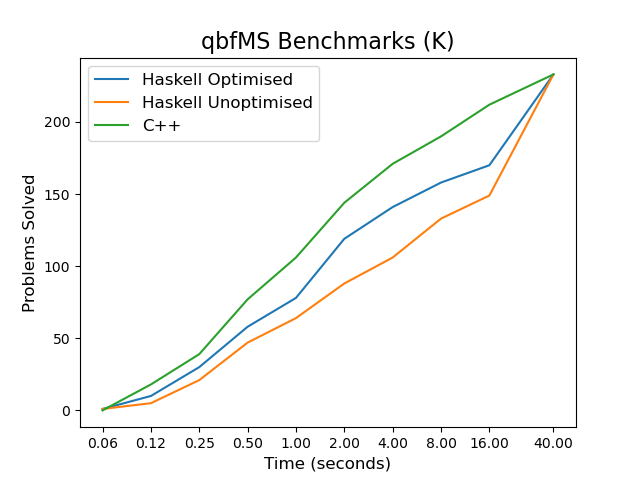 qbfMS Benchmarks (K)
Haskell Optimised
Haskell Unoptimised
C++
Problems Solved
200
150
100
50
0
0.06 0.12 0.25 0.50 1.00 2.00 4.00 8.00 16.00 40.00
Time (seconds)